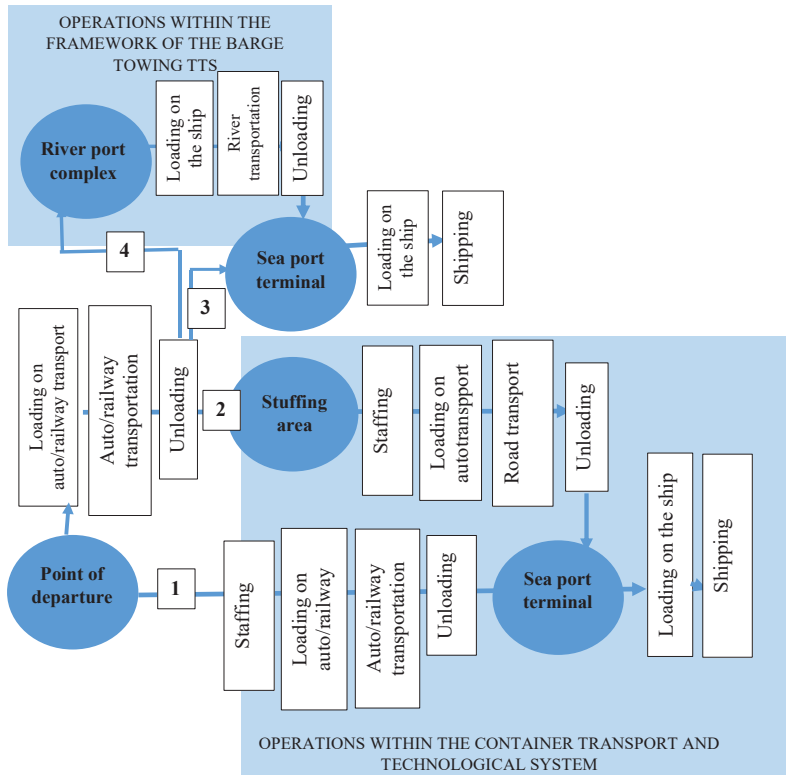 OPERATIONS WITHIN THE
FRAMEWORK OF THE BARGE
TOWING TTS
River port
complex
Loading on
the ship
River
transportation
Unloading
4
3
Sea port
terminal
Loading on
the ship
Shipping
Loading on
auto/railway transport
Auto/railway
transportation
Unloading
2
Stuffing
area
Staffing
Loading on
autotranspport
Road transport
Unloading
Point of
departure
1
Staffing
Loading on
auto/railway
Auto/railway
transportation
Unloading
Sea port
terminal
Loading on the ship
Shipping
OPERATIONS WITHIN THE CONTAINER TRANSPORT AND
TECHNOLOGICAL SYSTEM